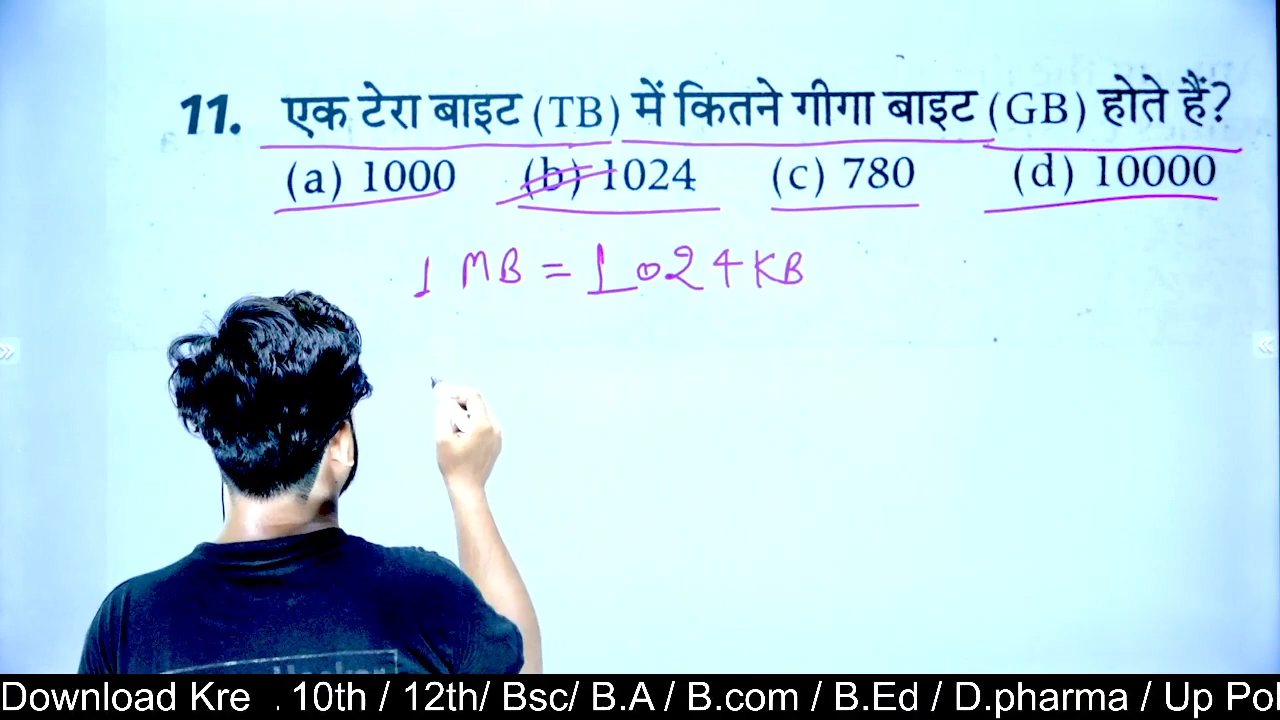 11. एक टेरा बाइट (TB) में कितने गीगा बाइट (GB) होते हैं?
(a) 1000 (b) 1024 (c) 780 (d) 10000
1 MB = 1024 KB
Download Kre . 10th / 12th/ Bsc/ B.A / B.com / B.Ed / D.pharma / Up Po